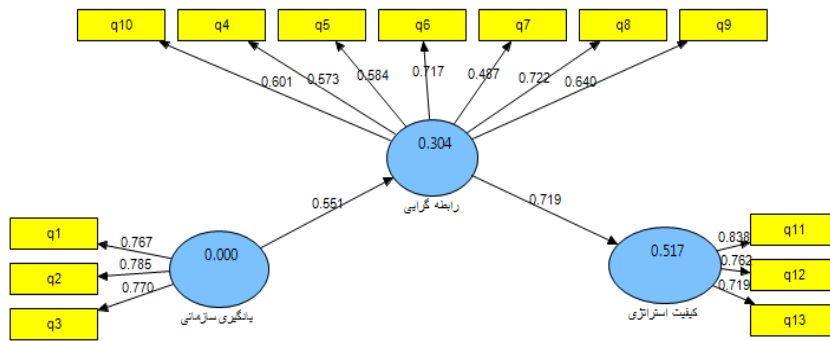 q10 q4 q5 q6 q7 q8 q9
0.601 0.573 0.584 0.717 0.487 0.722 0.640
0.304
رابطه گرایی
0.551 0.719
q1 0.767
q2 0.785
q3 0.770
0.000
یادگیری سازمانی
0.517
کیفیت استراتژی
0.838 q11
0.762 q12
0.719 q13